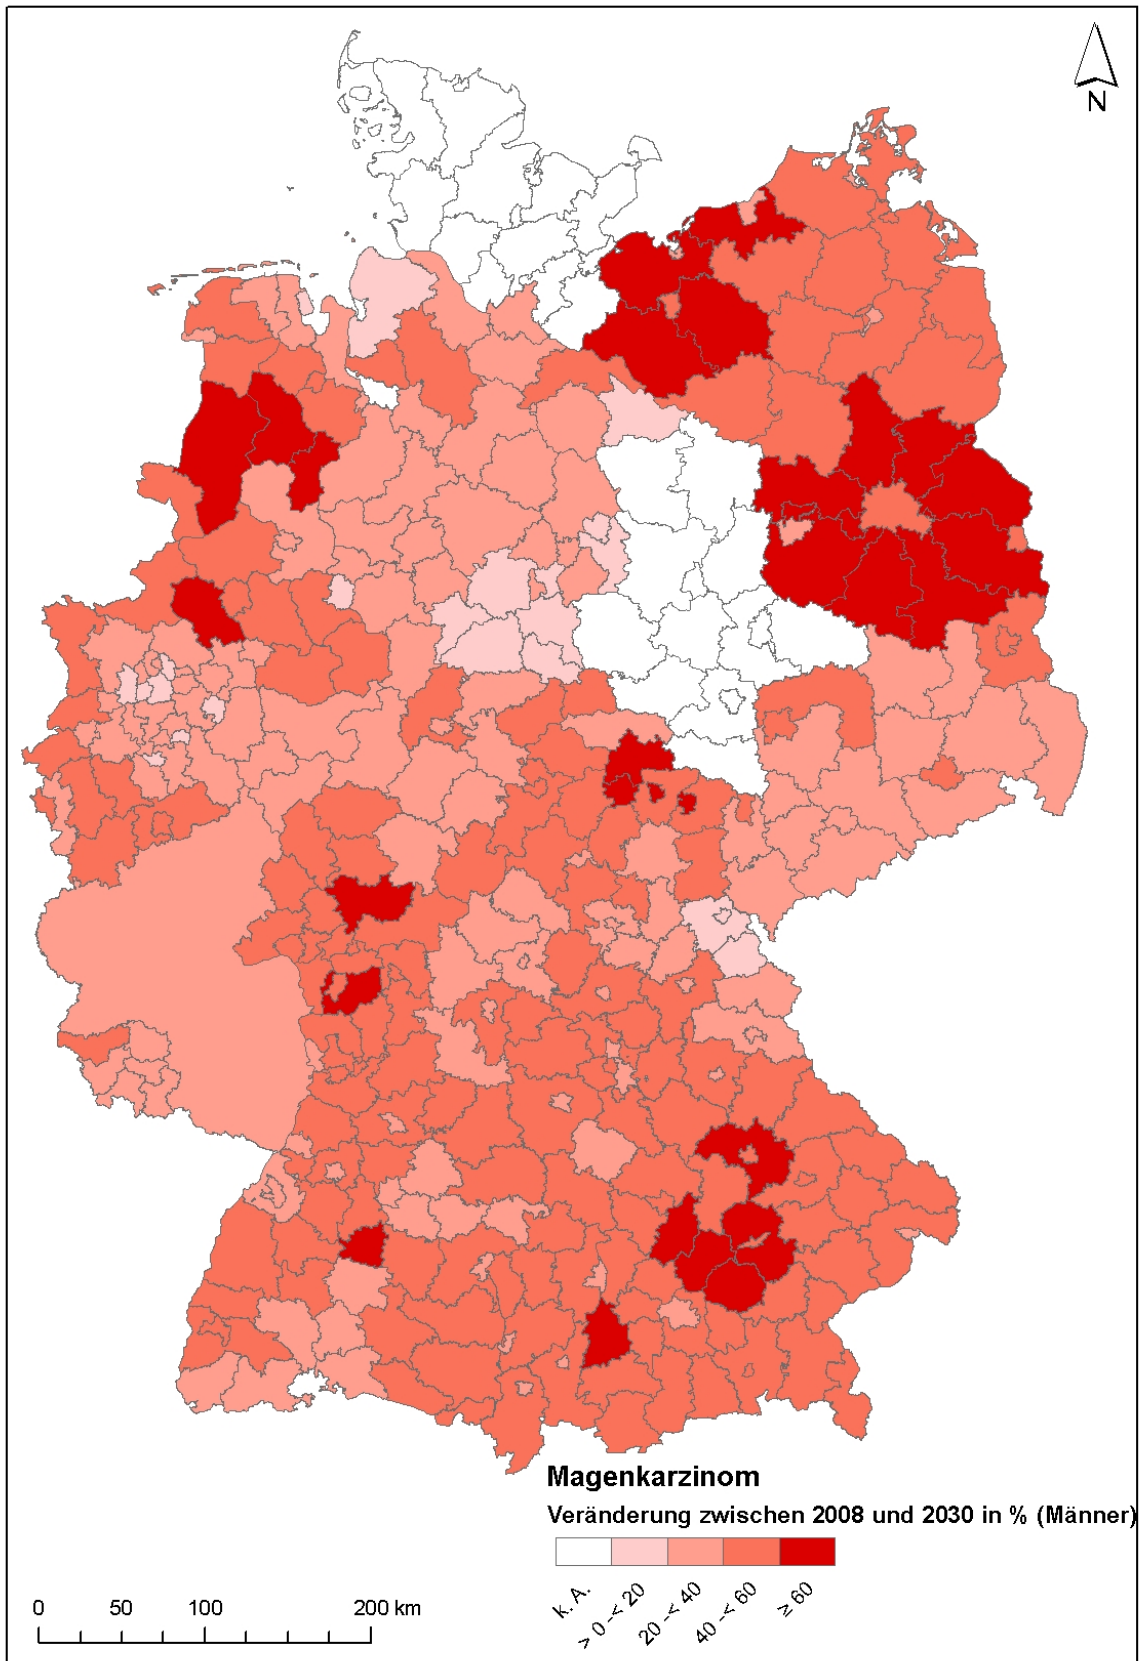 N
Magenkarzinom
Veränderung zwischen 2008 und 2030 in % (Männer)
k. A.
> 0 -< 20
20 -< 40
40 -< 60
≥ 60
0 50 100 200 km